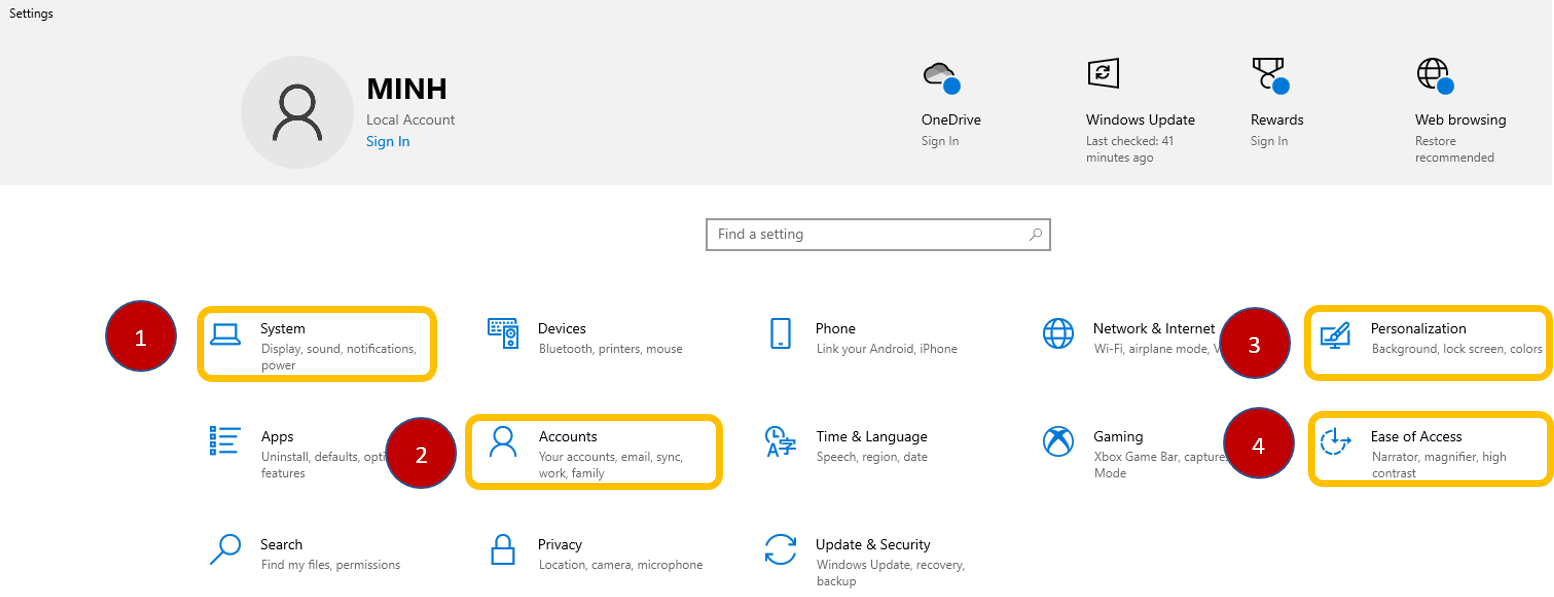 Settings
MINH
Local Account
Sign In
OneDrive
Sign In
Windows Update
Last checked: 41
minutes ago
Rewards
Sign In
Web browsing
Restore
recommended
Find a setting
1
System
Display, sound, notifications,
power
Devices
Bluetooth, printers, mouse
Phone
Link your Android, iPhone
Network & Internet
Wi-Fi, airplane mode,
3
Personalization
Background, lock screen, colors
Apps
Uninstall, defaults,
features
2
Accounts
Your accounts, email, sync,
work, family
Time & Language
Speech, region, date
Gaming
Xbox Game Bar,
Mode
4
Ease of Access
Narrator, magnifier, high
contrast
Search
Find my files, permissions
Privacy
Location, camera, microphone
Update & Security
Windows Update, recovery,
backup